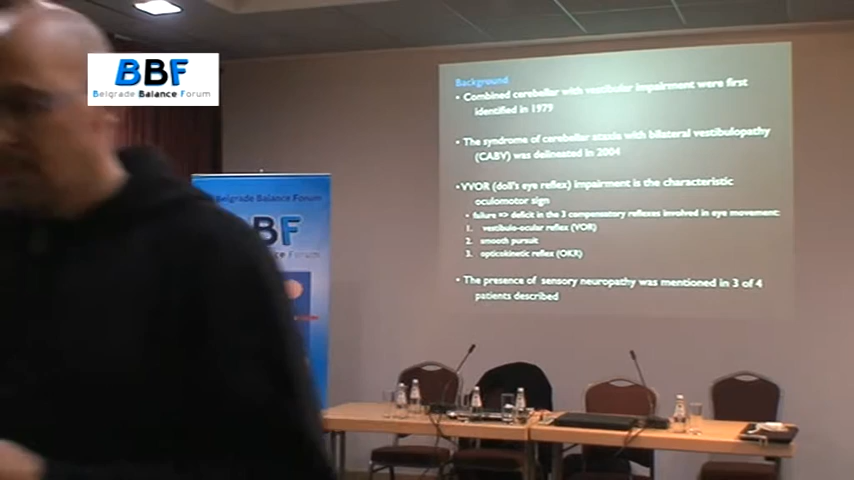 BBF
Belgrade Balance Forum
Background
• Combined cerebellar with vestibular impairment were first
identified in 1979
• The syndrome of cerebellar ataxia with bilateral vestibulopathy
(CABV) was delineated in 2004
• VVOR (doll's eye reflex) impairment is the characteristic
oculomotor sign
• failure => deficit in the 3 compensatory reflexes involved in eye movement:
1. vestibulo-ocular reflex (VOR)
2. smooth pursuit
3. opticokinetic reflex (OKR)
• The presence of sensory neuropathy was mentioned in 3 of 4
patients described
Belgrade Balance Forum
BF
ce Forum